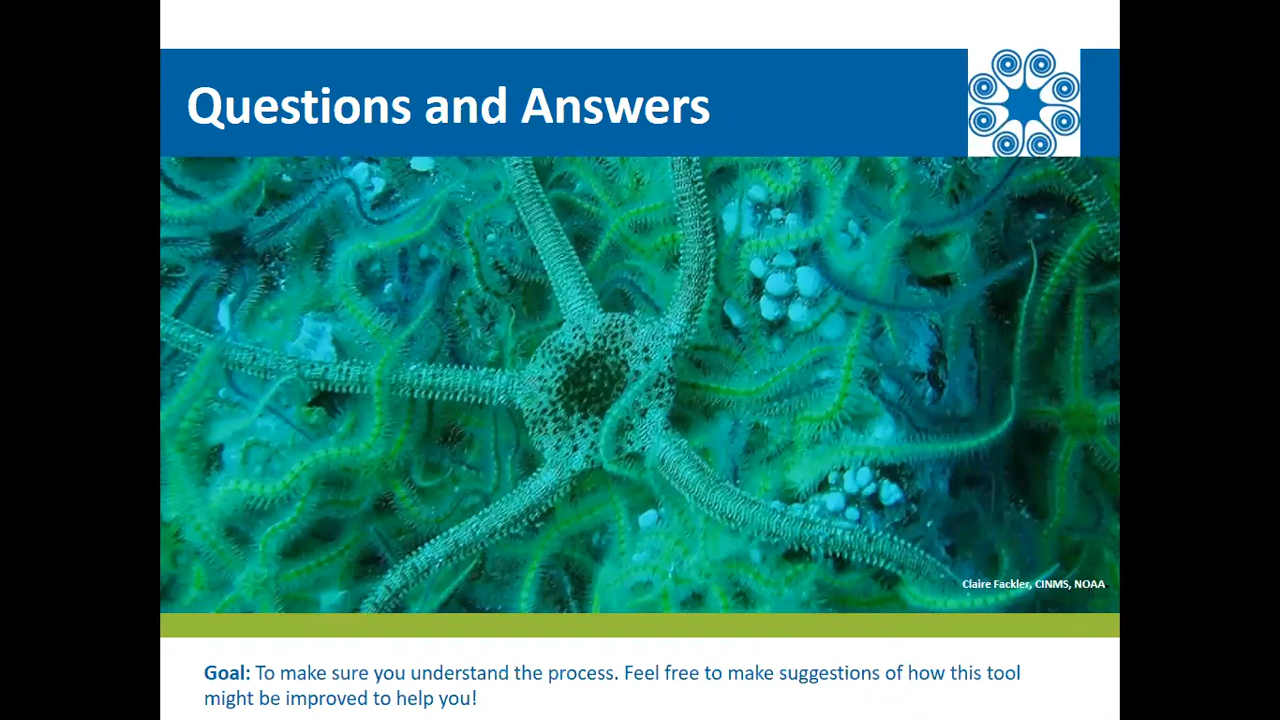 Questions and Answers
Claire Fackler, CINMS, NOAA
Goal: To make sure you understand the process. Feel free to make suggestions of how this tool
might be improved to help you!